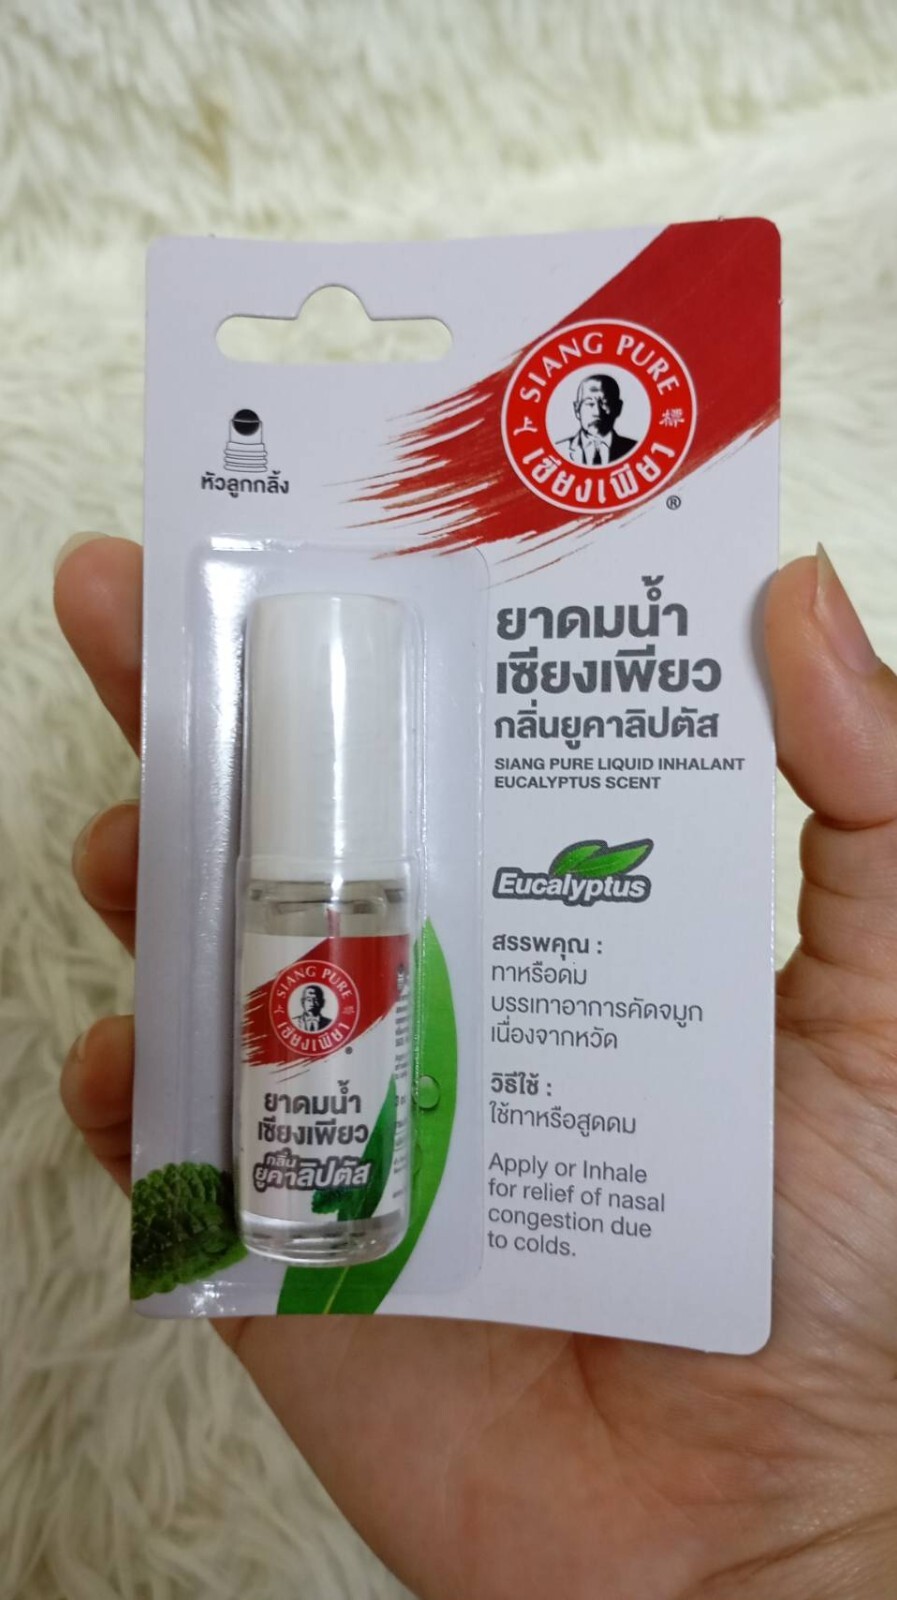 SIANG PURE
เซียงเพียว
®
หัวลูกกลิ้ง
ยาดมน้ำ
เซียงเพียว
กลิ่นยูคาลิปตัส
SIANG PURE LIQUID INHALANT
EUCALYPTUS SCENT
Eucalyptus
สรรพคุณ :
ทาหรือดม
บรรเทาอาการคัดจมูก
เนื่องจากหวัด
วิธีใช้ :
ใช้ทาหรือสูดดม
Apply or Inhale
for relief of nasal
congestion due
to colds.
SIANG PURE
เซียงเพียว
ยาดมน้ำ
เซียงเพียว
กลิ่น
ยูคาลิปตัส